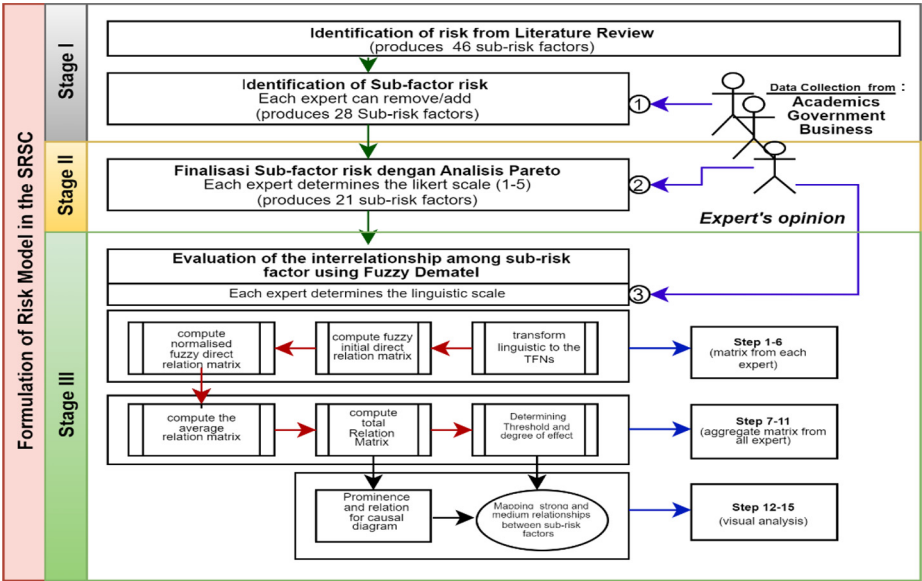 Formulation of Risk Model in the SRSC
Stage I
Identification of risk from Literature Review
(produces 46 sub-risk factors)
Identification of Sub-factor risk
Each expert can remove/add
(produces 28 Sub-risk factors)
1
Data Collection from :
Academics
Government
Business
Stage II
Finalisasi Sub-factor risk dengan Analisis Pareto
Each expert determines the likert scale (1-5)
(produces 21 sub-risk factors)
2
Expert's opinion
Stage III
Evaluation of the interrelationship among sub-risk
factor using Fuzzy Dematel
Each expert determines the linguistic scale
3
compute
normalised
fuzzy direct
relation matrix
compute fuzzy
initial direct
relation matrix
transform
linguistic to the
TFNs
Step 1-6
(matrix from each
expert)
compute the
average
relation matrix
compute
total
Relation
Matrix
Determining
Threshold and
degree of effect
Step 7-11
(aggregate matrix from
all expert)
Prominence
and relation
for causal
diagram
Mapping strong and
medium relationships
between sub-risk
factors
Step 12-15
(visual analysis)